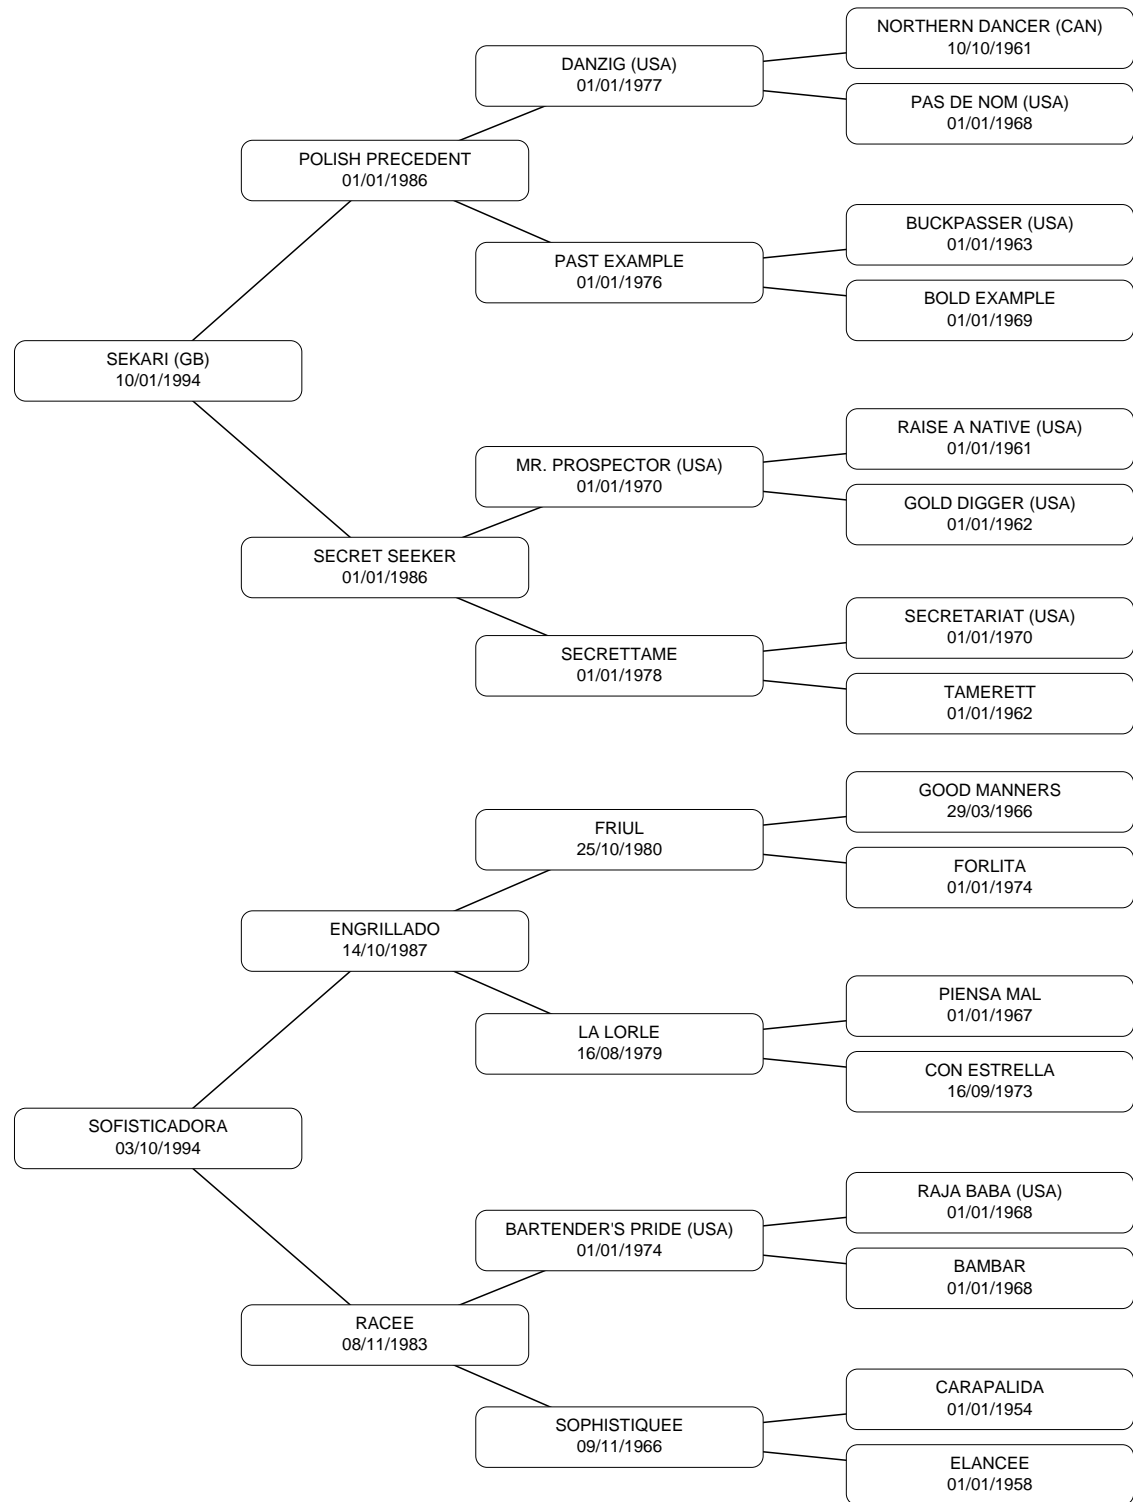 NORTHERN DANCER (CAN)
10/10/1961
DANZIG (USA)
01/01/1977
PAS DE NOM (USA)
01/01/1968
POLISH PRECEDENT
01/01/1986
BUCKPASSER (USA)
01/01/1963
PAST EXAMPLE
01/01/1976
BOLD EXAMPLE
01/01/1969
SEKARI (GB)
10/01/1994
RAISE A NATIVE (USA)
01/01/1961
MR. PROSPECTOR (USA)
01/01/1970
GOLD DIGGER (USA)
01/01/1962
SECRET SEEKER
01/01/1986
SECRETARIAT (USA)
01/01/1970
SECRETTAME
01/01/1978
TAMERETT
01/01/1962
GOOD MANNERS
29/03/1966
FRIUL
25/10/1980
FORLITA
01/01/1974
ENGRILLADO
14/10/1987
PIENSA MAL
01/01/1967
LA LORLE
16/08/1979
CON ESTRELLA
16/09/1973
SOFISTICADORA
03/10/1994
RAJA BABA (USA)
01/01/1968
BARTENDER'S PRIDE (USA)
01/01/1974
BAMBAR
01/01/1968
RACEE
08/11/1983
CARAPALIDA
01/01/1954
SOPHISTIQUEE
09/11/1966
ELANCEE
01/01/1958